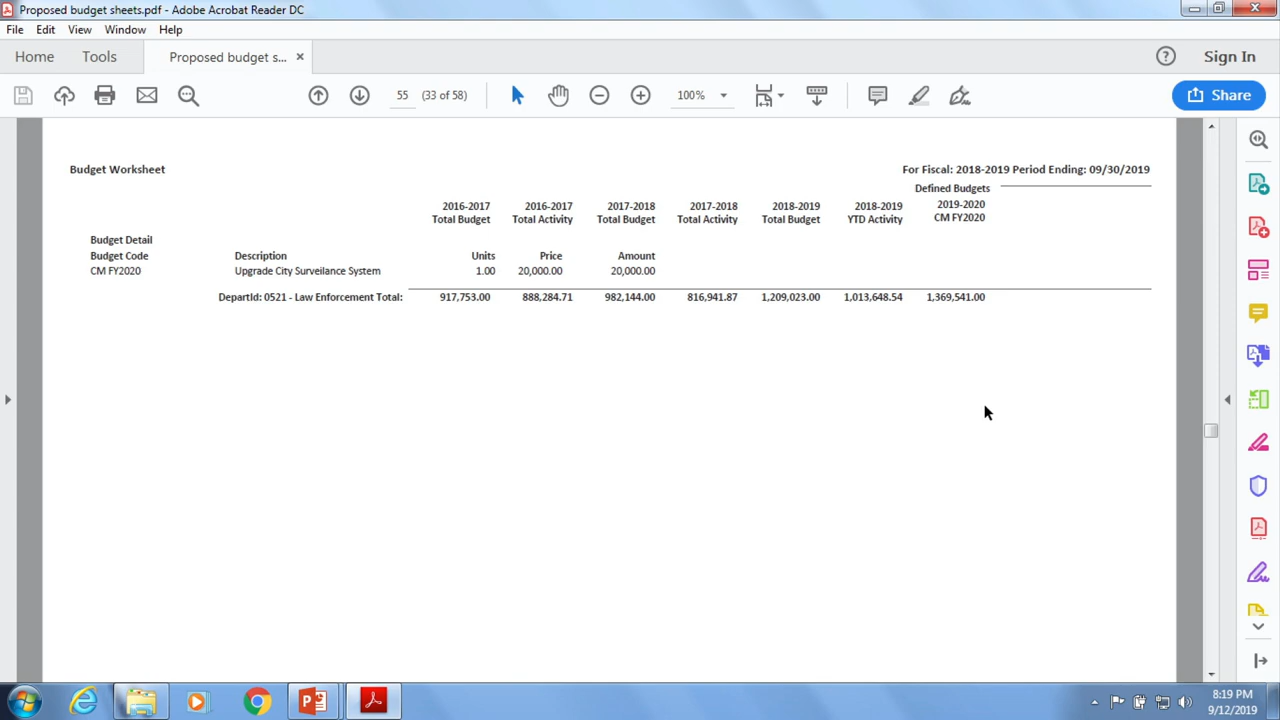 Proposed budget sheets.pdf - Adobe Acrobat Reader DC
File Edit View Window Help
Home Tools Proposed budget s... × ? Sign In
55 (33 of 58) 100% Share
Budget Worksheet For Fiscal: 2018-2019 Period Ending: 09/30/2019
Defined Budgets
2016-2017 2016-2017 2017-2018 2017-2018 2018-2019 2018-2019 2019-2020
Total Budget Total Activity Total Budget Total Activity Total Budget YTD Activity CM FY2020
Budget Detail
Budget Code Description Units Price Amount
CM FY2020 Upgrade City Surveilance System 1.00 20,000.00 20,000.00
DepartId: 0521 - Law Enforcement Total: 917,753.00 888,284.71 982,144.00 816,941.87 1,209,023.00 1,013,648.54 1,369,541.00
8:19 PM
9/12/2019